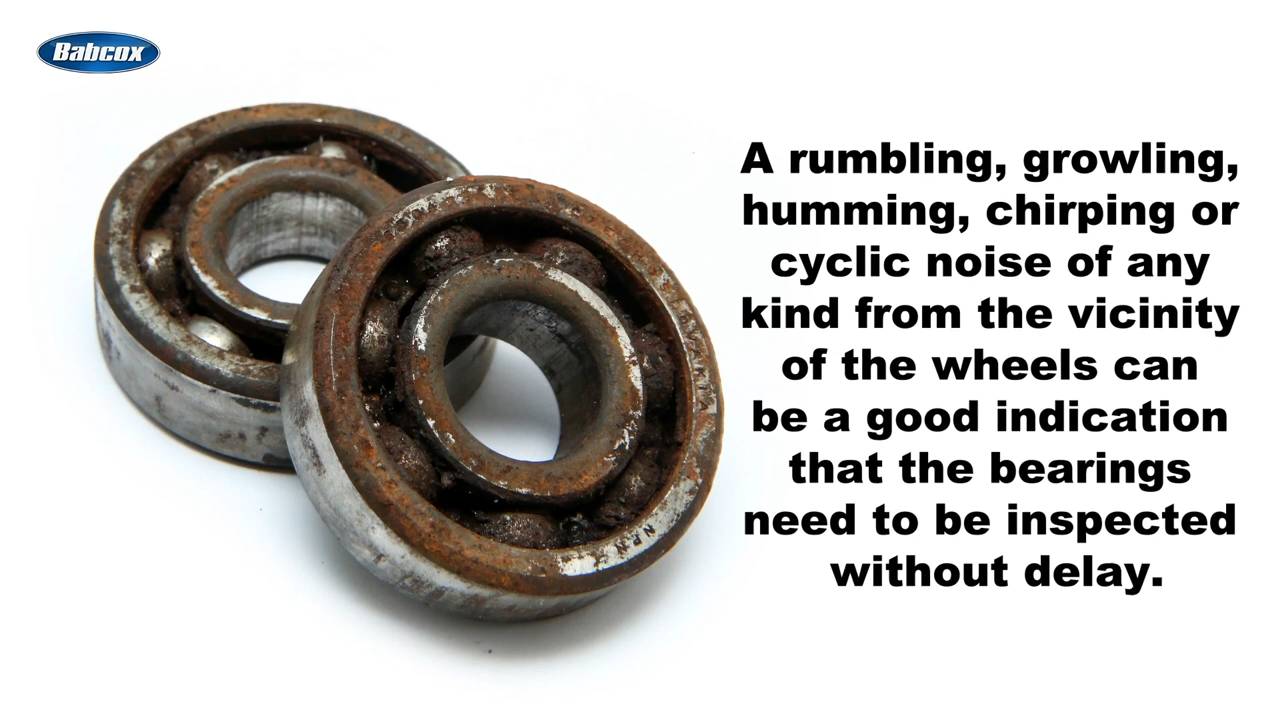 Babcox
A rumbling, growling,
humming, chirping or
cyclic noise of any
kind from the vicinity
of the wheels can
be a good indication
that the bearings
need to be inspected
without delay.